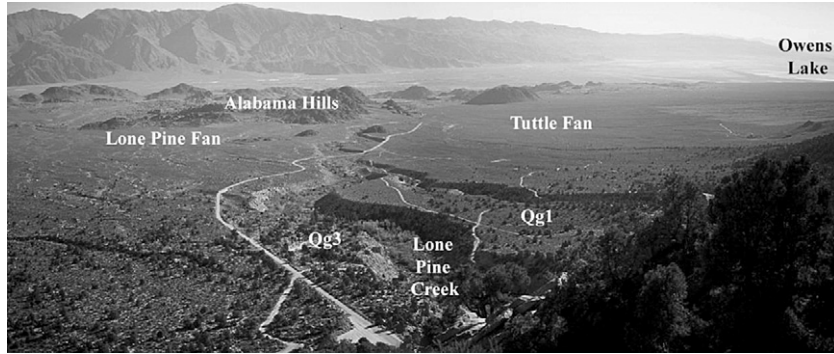 Owens
Lake
Alabama Hills
Tuttle Fan
Lone Pine Fan
Qg1
Qg3
Lone
Pine
Creek